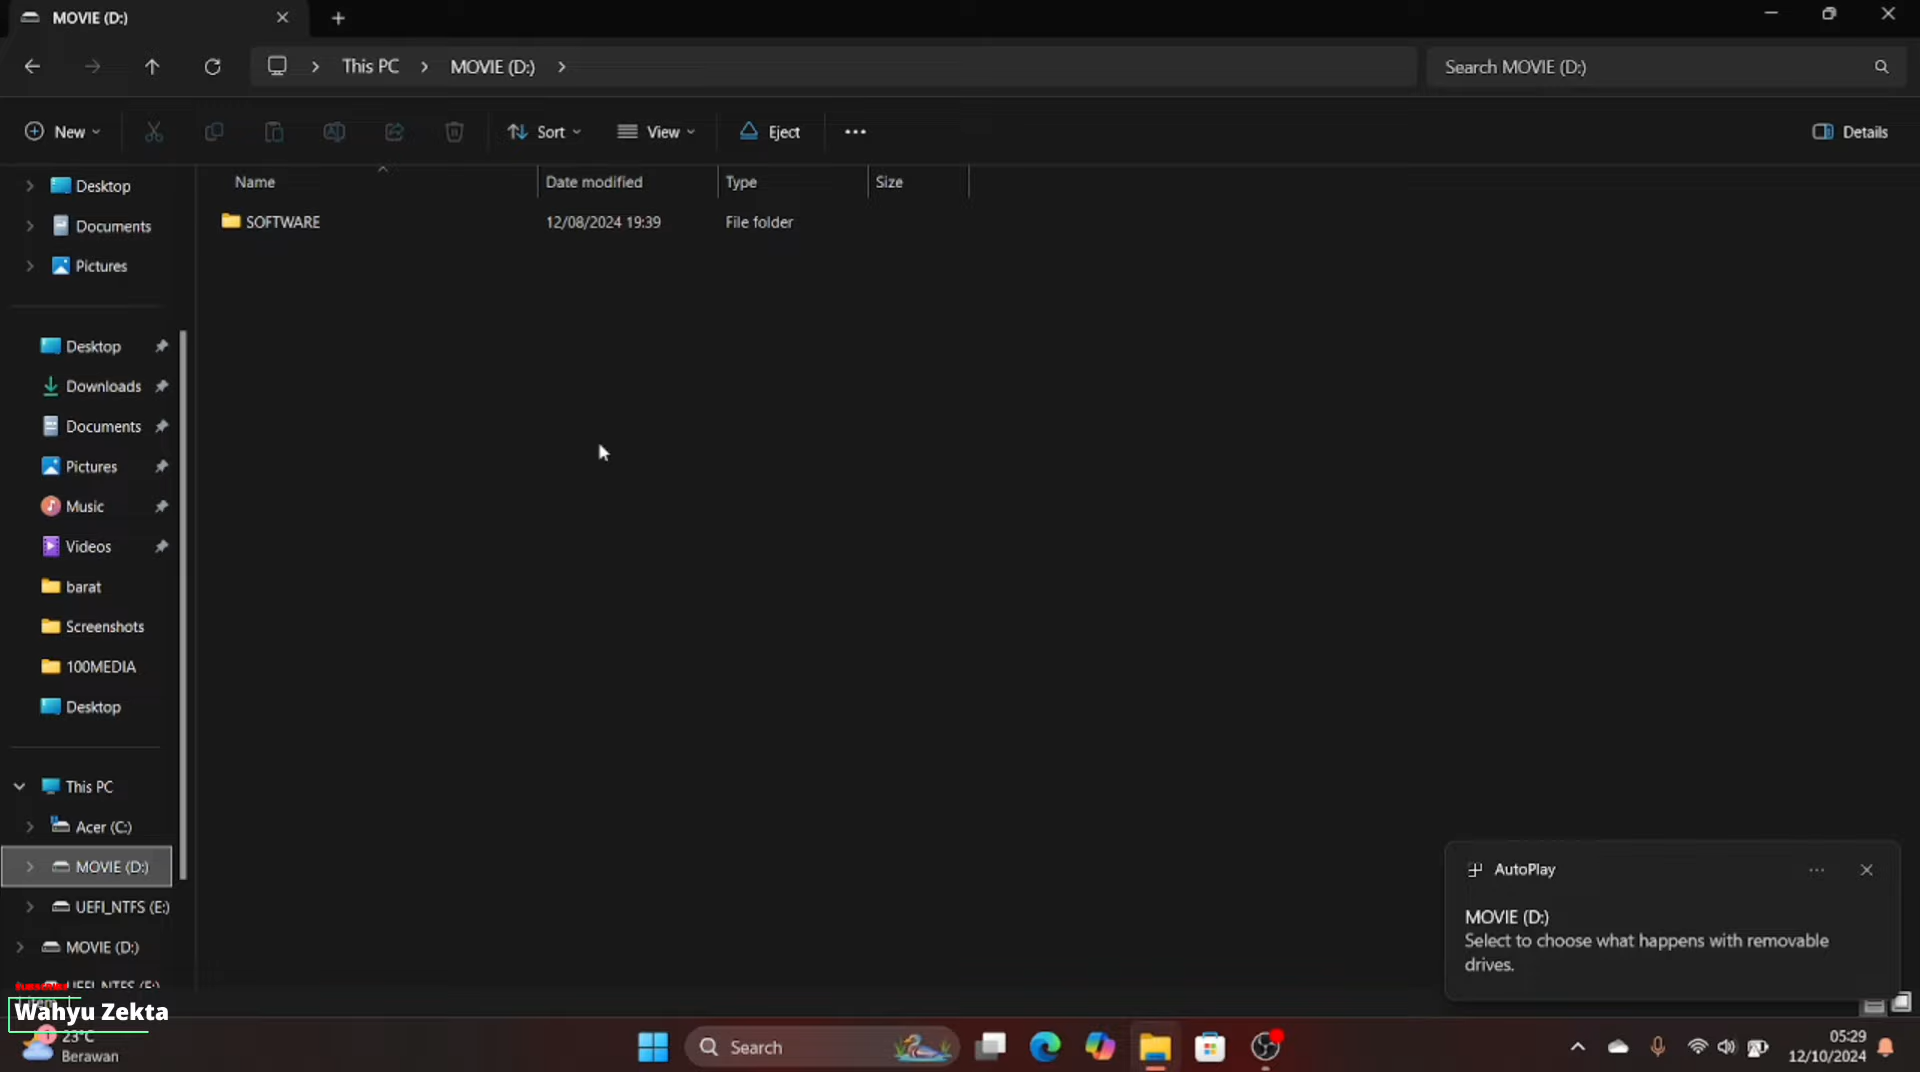 MOVIE (D:)
This PC > MOVIE (D:) >
Search MOVIE (D:)
New
Sort
View
Eject
Details
Name Date modified Type Size
SOFTWARE 12/08/2024 19:39 File folder
Desktop
Documents
Pictures
Desktop
Downloads
Documents
Pictures
Music
Videos
barat
Screenshots
100MEDIA
Desktop
This PC
Acer (C:)
MOVIE (D:)
UEFI_NTFS (E:)
MOVIE (D:)
UEFI_NTFS (E:)
AutoPlay
MOVIE (D:)
Select to choose what happens with removable
drives.
SUBSCRIBE
Wahyu Zekta
1
23°C
Berawan
Search
05:29
12/10/2024